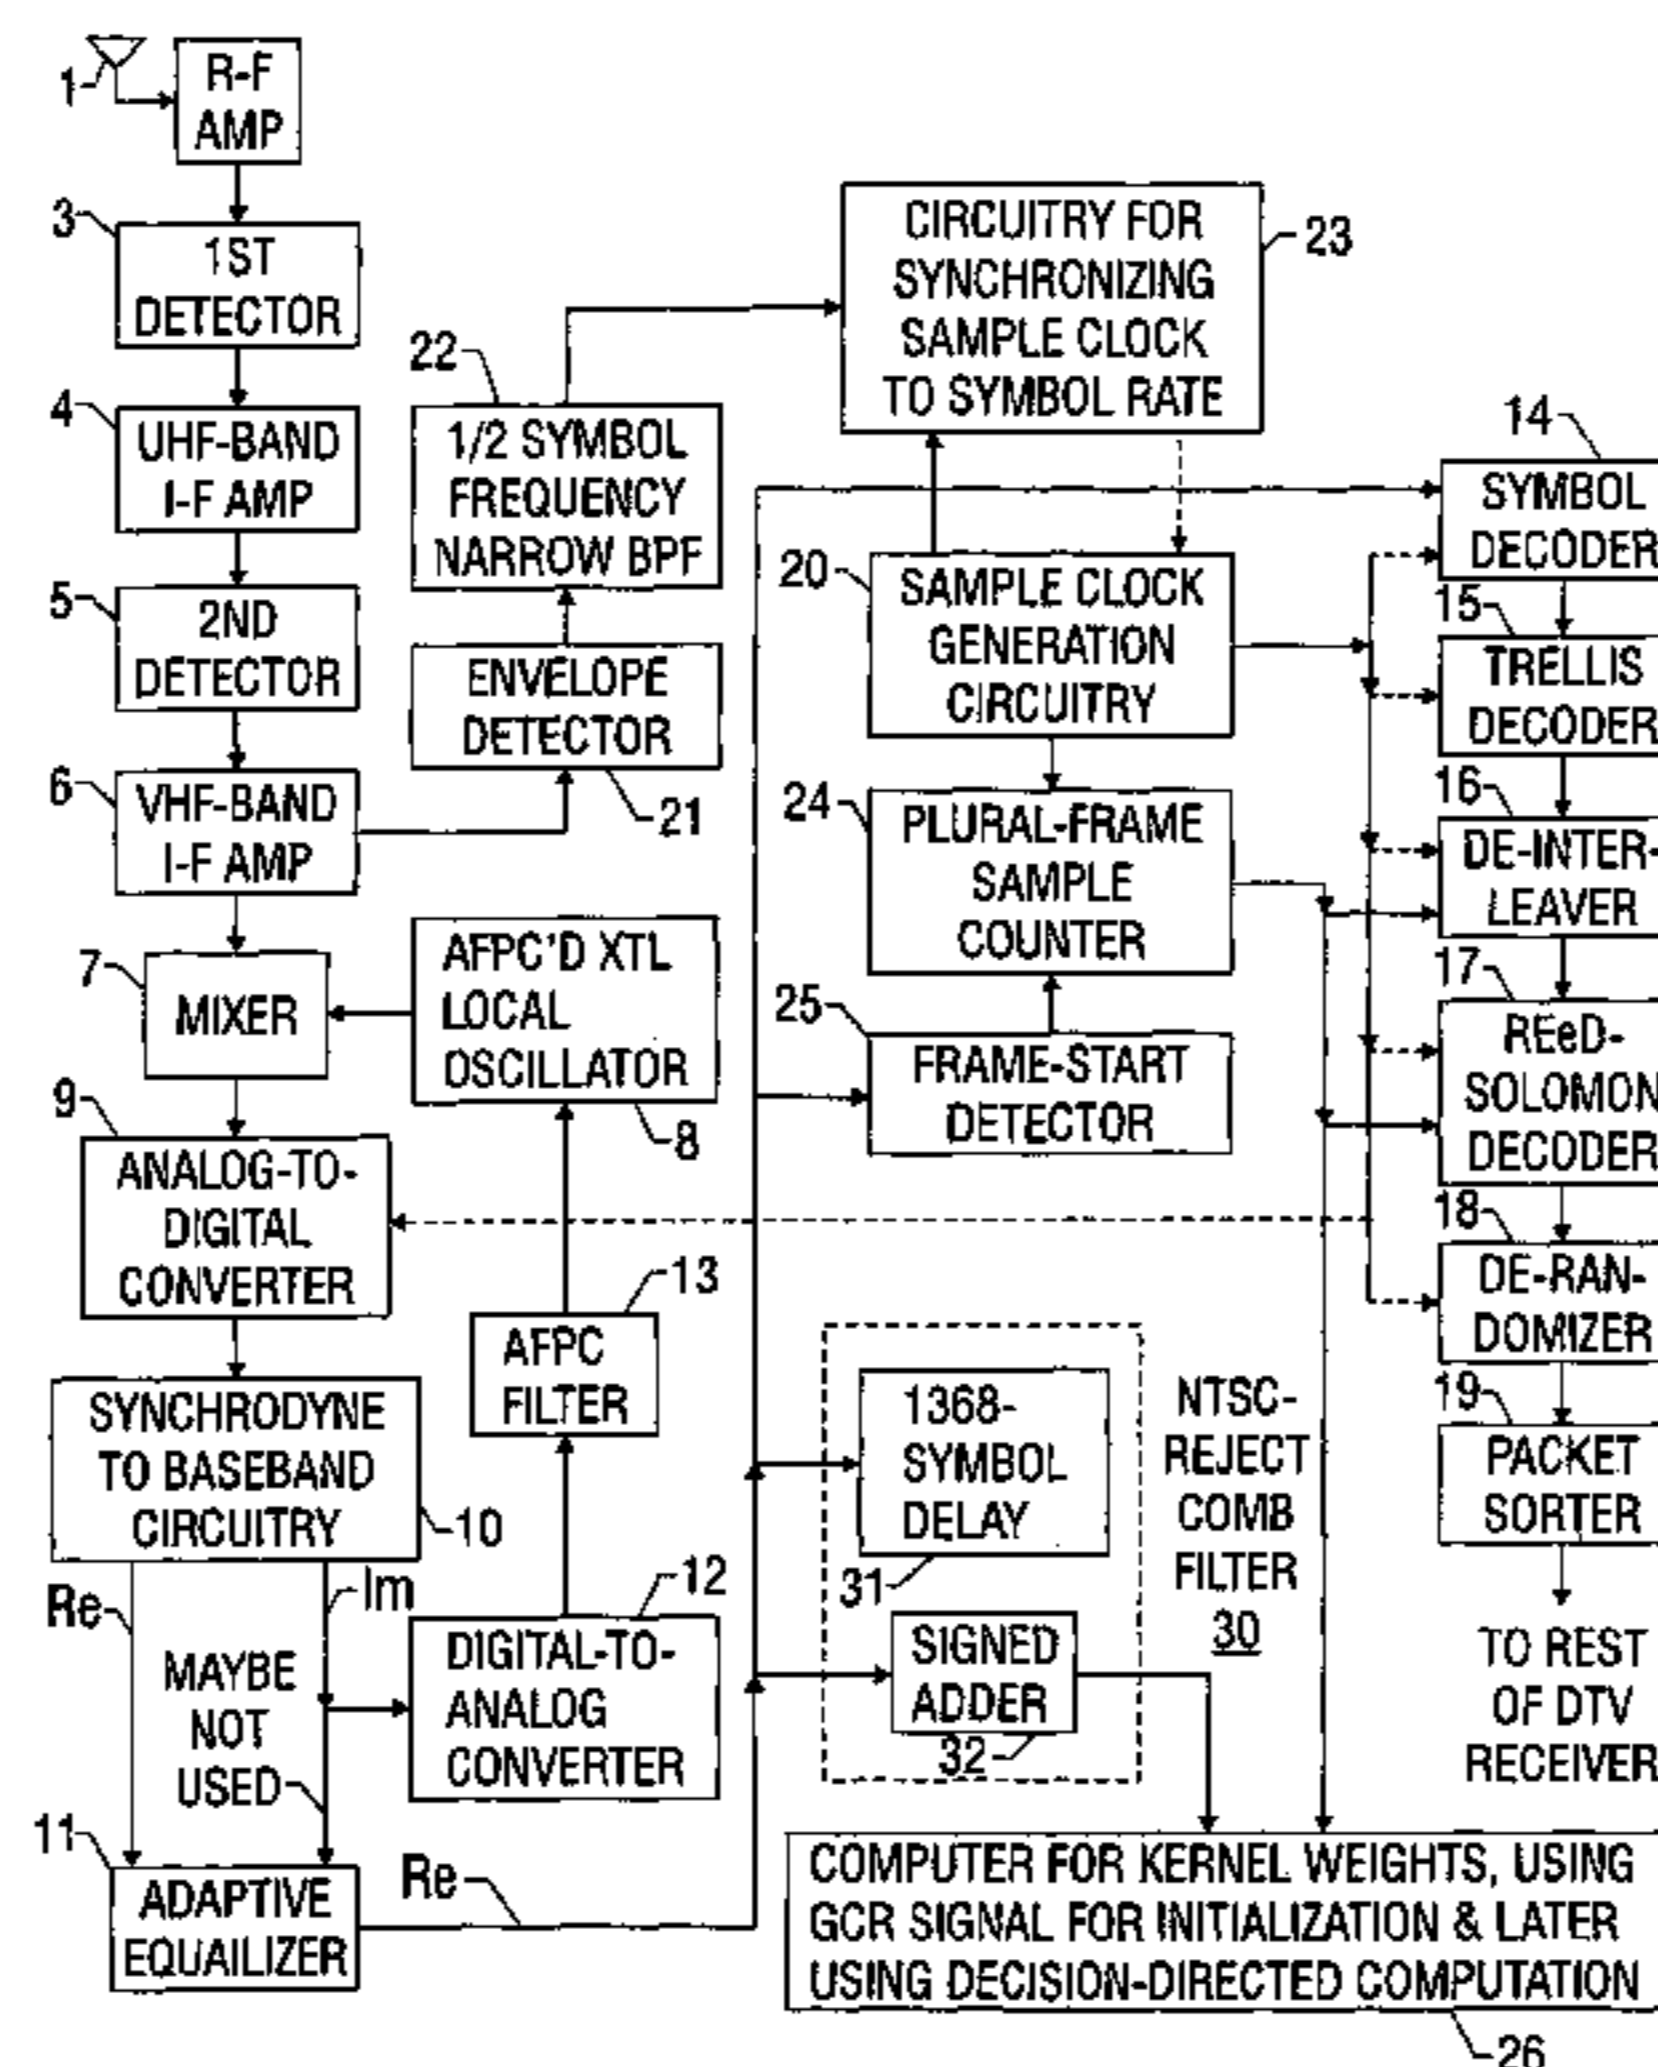 1
R-F
AMP
3
1ST
DETECTOR
4
UHF-BAND
I-F AMP
5
2ND
DETECTOR
6
VHF-BAND
I-F AMP
7
MIXER
9
ANALOG-TO-
DIGITAL
CONVERTER
SYNCHRODYNE
TO BASEBAND
CIRCUITRY
10
Re
Im
MAYBE
NOT
USED
11
ADAPTIVE
EQUAILIZER
Re
22
1/2 SYMBOL
FREQUENCY
NARROW BPF
ENVELOPE
DETECTOR
21
AFPC'D XTL
LOCAL
OSCILLATOR
8
13
AFPC
FILTER
12
DIGITAL-TO-
ANALOG
CONVERTER
CIRCUITRY FOR
SYNCHRONIZING
SAMPLE CLOCK
TO SYMBOL RATE
23
20
SAMPLE CLOCK
GENERATION
CIRCUITRY
24
PLURAL-FRAME
SAMPLE
COUNTER
25
FRAME-START
DETECTOR
1368-
SYMBOL
DELAY
31
SIGNED
ADDER
32
NTSC-
REJECT
COMB
FILTER
30
14
SYMBOL
DECODER
15
TRELLIS
DECODER
16
DE-INTER-
LEAVER
17
REeD-
SOLOMON
DECODER
18
DE-RAN-
DOMIZER
19
PACKET
SORTER
TO REST
OF DTV
RECEIVER
COMPUTER FOR KERNEL WEIGHTS, USING
GCR SIGNAL FOR INITIALIZATION & LATER
USING DECISION-DIRECTED COMPUTATION
26